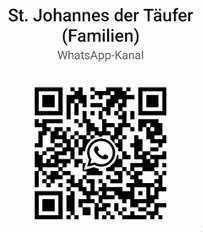 St. Johannes der Täufer
(Familien)
WhatsApp-Kanal